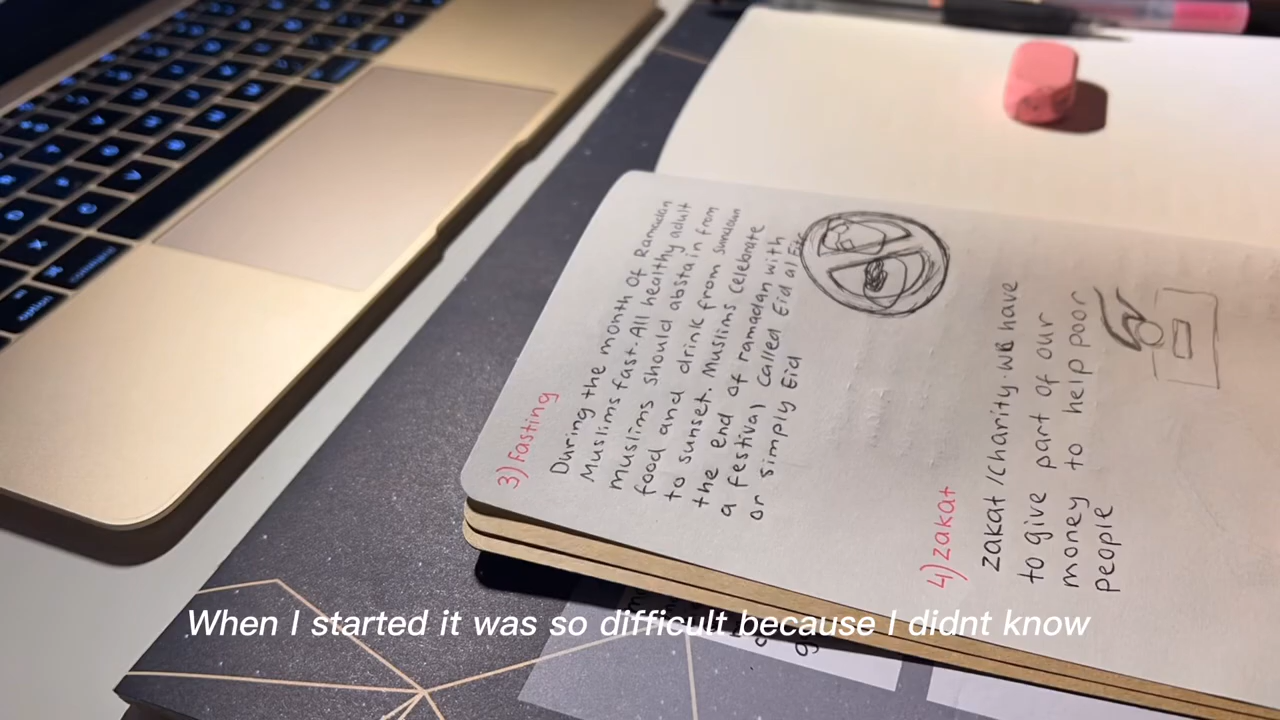 3) Fasting
During the month of Ramadan
Muslims fast. All healthy adult
muslims should abstain from
food and drink from sundawn
to sunset. Muslims celebrate
the end of ramadan with
a festival called Eid al Fitr
or simply Eid
4) zakat
zakat /charity WE have
to give part of our
money to help poor
people
When I started it was so difficult because I didnt know
option
command